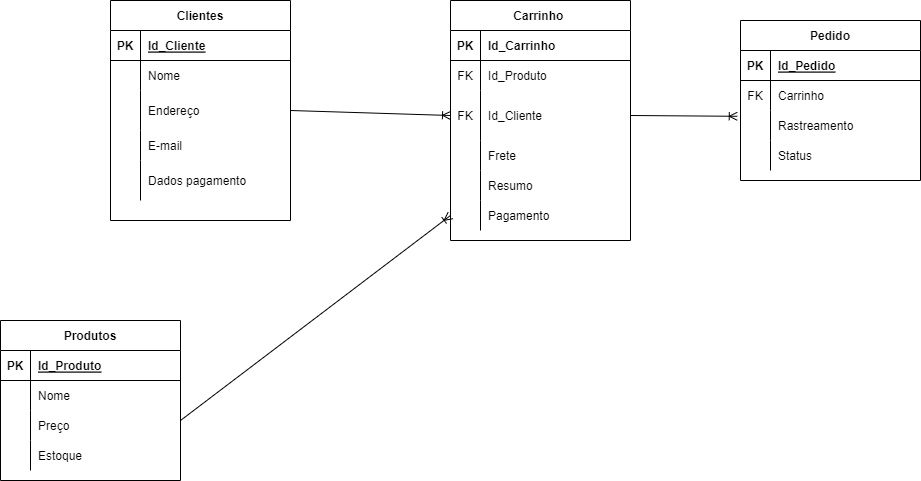 Clientes
PK Id_Cliente
Nome
Endereço
E-mail
Dados pagamento
Carrinho
PK Id_Carrinho
FK Id_Produto
FK Id_Cliente
Frete
Resumo
Pagamento
Pedido
PK Id_Pedido
FK Carrinho
Rastreamento
Status
Produtos
PK Id_Produto
Nome
Preço
Estoque